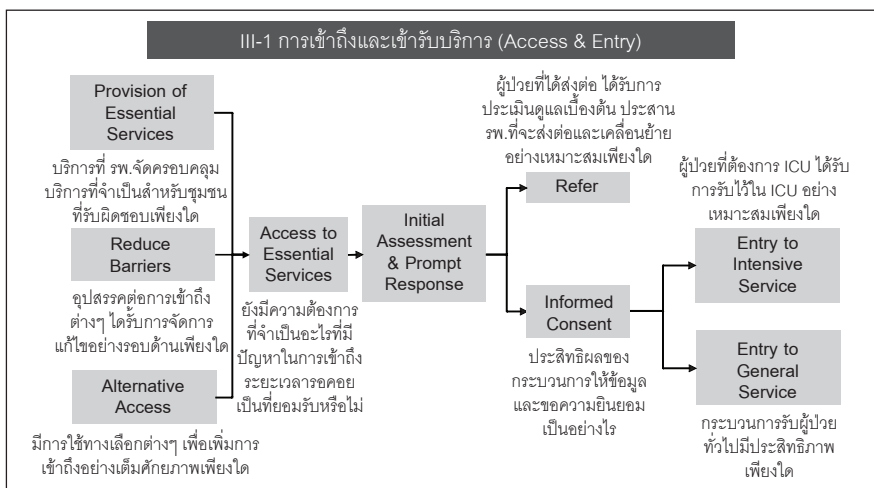 III-1 การเข้าถึงและเข้ารับบริการ (Access & Entry)
Provision of
Essential
Services
บริการที่ รพ.จัดครอบคลุม
บริการที่จำเป็นสำหรับชุมชน
ที่รับผิดชอบเพียงใด
Reduce
Barriers
อุปสรรคต่อการเข้าถึง
ต่างๆ ได้รับการจัดการ
แก้ไขอย่างรอบด้านเพียงใด
Alternative
Access
มีการใช้ทางเลือกต่างๆ เพื่อเพิ่มการ
เข้าถึงอย่างเต็มศักยภาพเพียงใด
Access to
Essential
Services
ยังมีความต้องการ
ที่จำเป็นอะไรที่มี
ปัญหาในการเข้าถึง
ระยะเวลารอคอย
เป็นที่ยอมรับหรือไม่
Initial
Assessment
& Prompt
Response
ผู้ป่วยที่ได้ส่งต่อ ได้รับการ
ประเมินดูแลเบื้องต้น ประสาน
รพ.ที่จะส่งต่อและเคลื่อนย้าย
อย่างเหมาะสมเพียงใด
Refer
Informed
Consent
ประสิทธิผลของ
กระบวนการให้ข้อมูล
และขอความยินยอม
เป็นอย่างไร
ผู้ป่วยที่ต้องการ ICU ได้รับ
การรับไว้ใน ICU อย่าง
เหมาะสมเพียงใด
Entry to
Intensive
Service
Entry to
General
Service
กระบวนการรับผู้ป่วย
ทั่วไปมีประสิทธิภาพ
เพียงใด